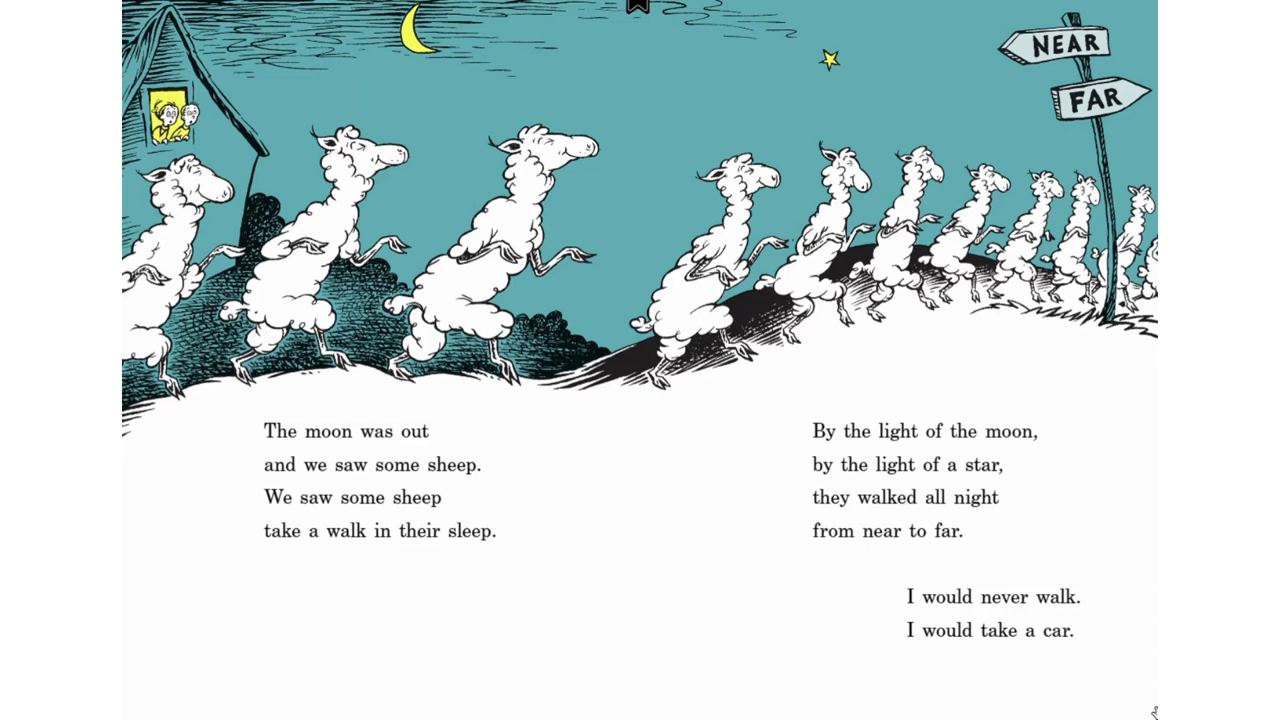 NEAR
FAR
The moon was out
and we saw some sheep.
We saw some sheep
take a walk in their sleep.
By the light of the moon,
by the light of a star,
they walked all night
from near to far.
I would never walk.
I would take a car.